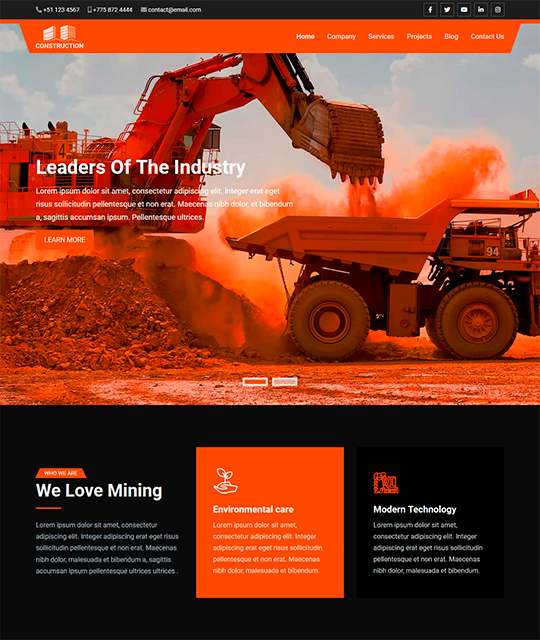 +51 123 4567 +775 872 4444 contact@email.com
CONSTRUCTION
Home Company Services Projects Blog Contact Us
4
Leaders Of The Industry
Lorem ipsum dolor sit amet, consectetur adipiscing elit. Integer erat eget
risus sollicitudin pellentesque et non erat. Maecenas nibh dolor, et bibendum
a, sagittis accumsan ipsum. Pellentesque ultrices.
LEARN MORE
94
WHO WE ARE
We Love Mining
Lorem ipsum dolor sit amet, consectetur
adipiscing elit. Integer maecenas eget risus
sollicitudin pellentesque et non erat. Maecenas
nibh dolor, malesuada et bibendum a, sagittis
accumsan ipsum pellentesque ultrices ultrices .
Environmental care
Lorem ipsum dolor sit amet,
consectetur adipiscing elit. Integer
maecenas eget risus sollicitudin
pellentesque et non erat. Maecenas
nibh dolor, malesuada et bibendum.
Modern Technology
Lorem ipsum dolor sit amet,
consectetur adipiscing elit. Integer
maecenas eget risus sollicitudin
pellentesque et non erat. Maecenas
nibh dolor, malesuada et bibendum.